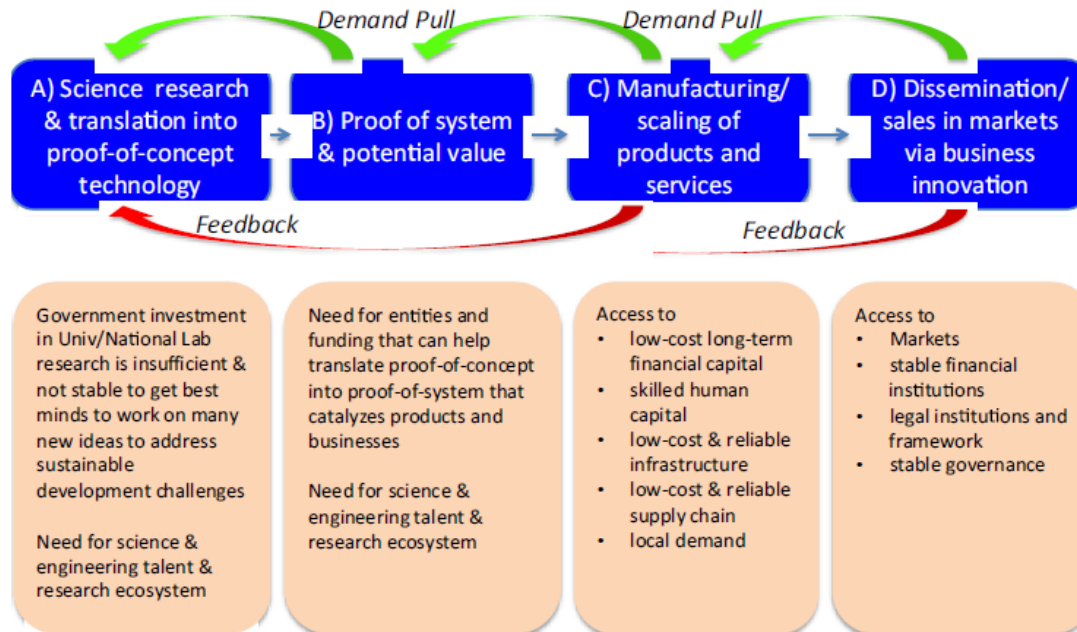 Demand Pull
Demand Pull
A) Science research
& translation into
proof-of-concept
technology
B) Proof of system
& potential value
C) Manufacturing/
scaling of
products and
services
D) Dissemination/
sales in markets
via business
innovation
Feedback
Feedback
Government investment
in Univ/National Lab
research is insufficient &
not stable to get best
minds to work on many
new ideas to address
sustainable
development challenges
Need for science &
engineering talent &
research ecosystem
Need for entities and
funding that can help
translate proof-of-concept
into proof-of-system that
catalyzes products and
businesses
Need for science &
engineering talent &
research ecosystem
Access to
• low-cost long-term
financial capital
• skilled human
capital
• low-cost & reliable
infrastructure
• low-cost & reliable
supply chain
• local demand
Access to
• Markets
• stable financial
institutions
• legal institutions and
framework
• stable governance